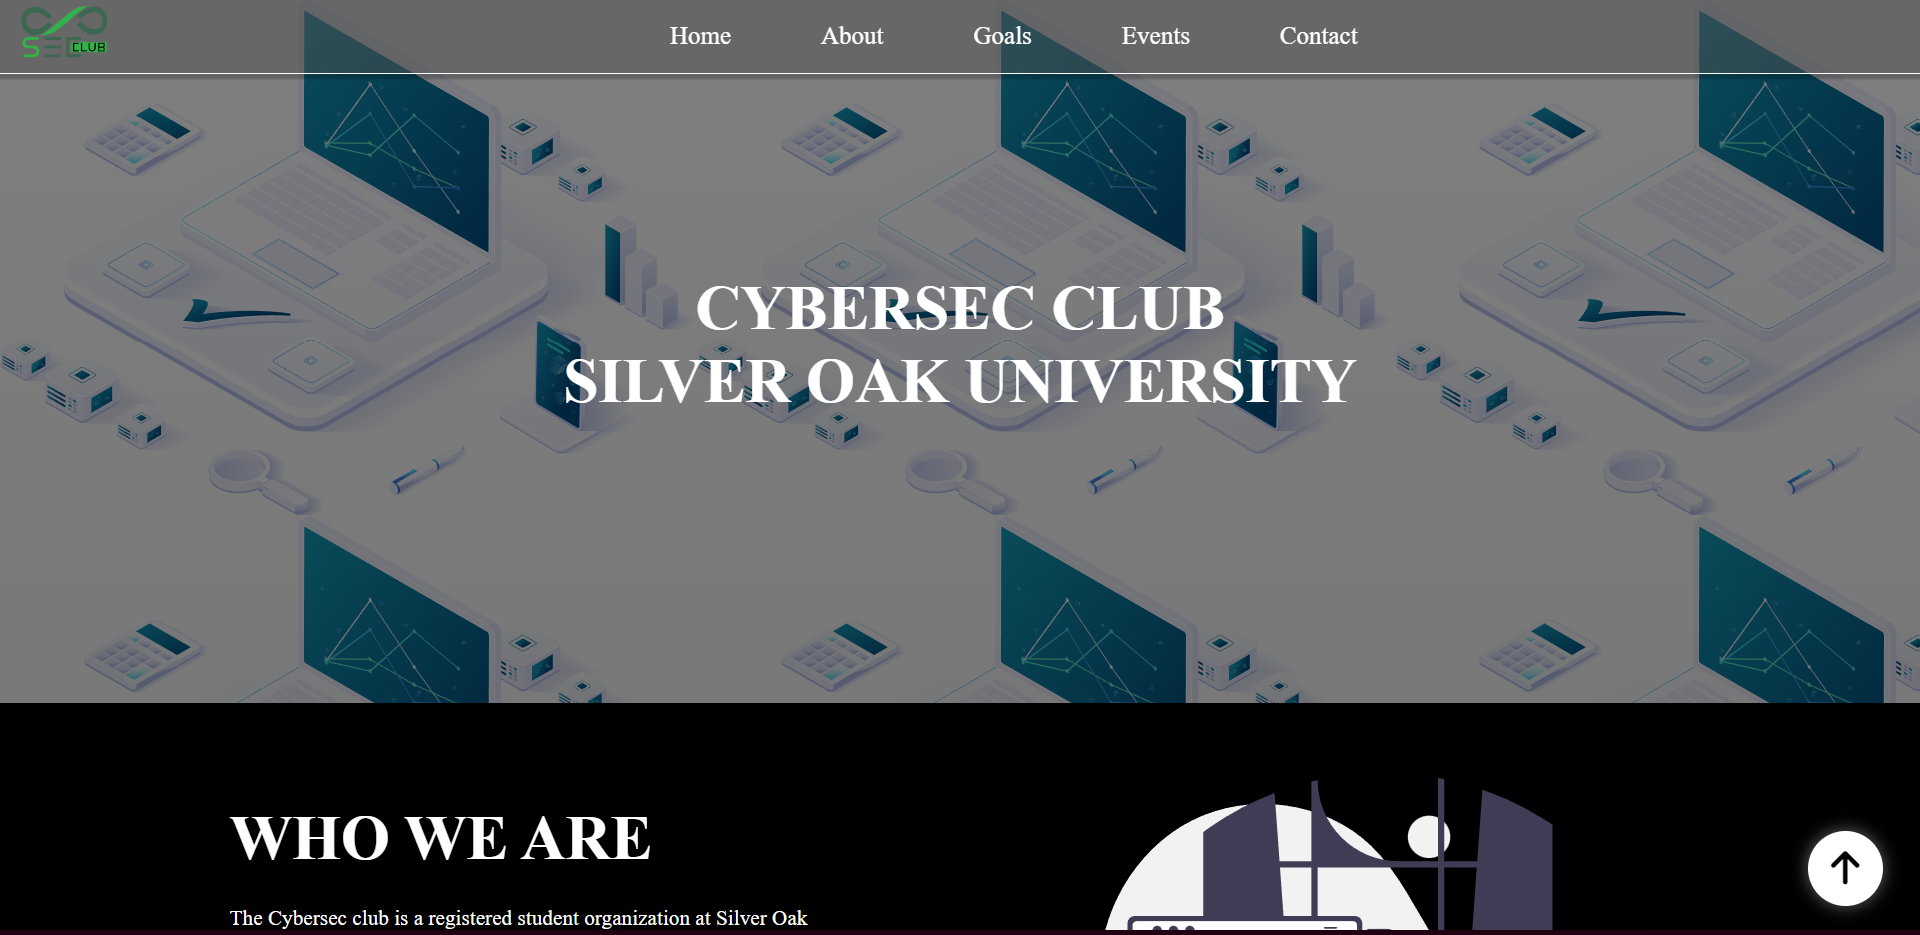 SEC CLUB
Home
About
Goals
Events
Contact
CYBERSEC CLUB
SILVER OAK UNIVERSITY
WHO WE ARE
The Cybersec club is a registered student organization at Silver Oak